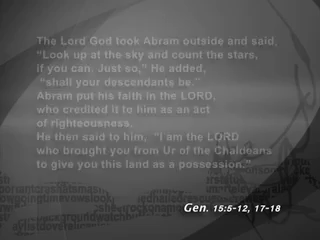 The Lord God took Abram outside and said,
“Look up at the sky and count the stars,
if you can. Just so,” He added,
“shall your descendants be.”
Abram put his faith in the LORD,
who credited it to him as an act
of righteousness.
He then said to him, “I am the LORD
who brought you from Ur of the Chaldeans
to give you this land as a possession.”
Gen. 15:5-12, 17-18